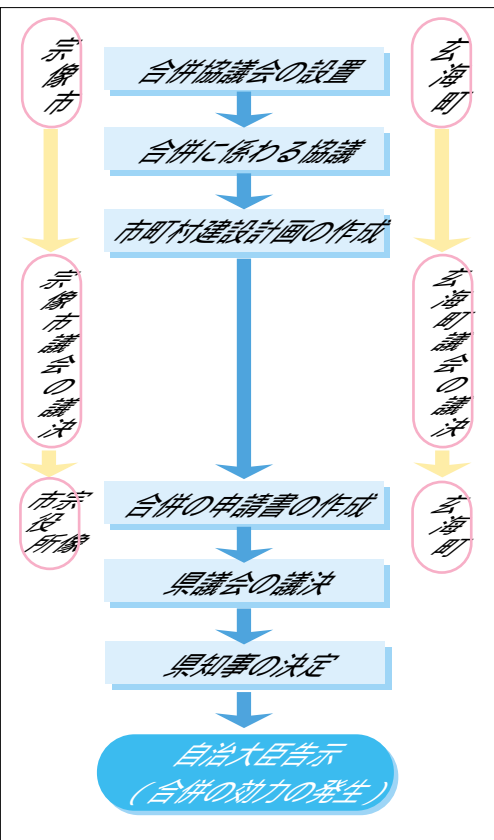 宗像市
玄海町
合併協議会の設置
合併に係わる協議
市町村建設計画の作成
宗像市議会の議決
玄海町議会の議決
宗像
市役所
玄海町
合併の申請書の作成
県議会の議決
県知事の決定
自治大臣告示
(合併の効力の発生)